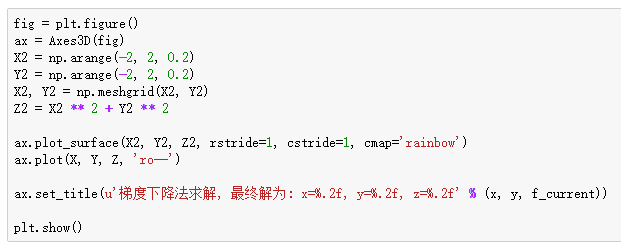 fig = plt.figure()
ax = Axes3D(fig)
X2 = np.arange(-2, 2, 0.2)
Y2 = np.arange(-2, 2, 0.2)
X2, Y2 = np.meshgrid(X2, Y2)
Z2 = X2 ** 2 + Y2 ** 2
ax.plot_surface(X2, Y2, Z2, rstride=1, cstride=1, cmap='rainbow')
ax.plot(X, Y, Z, 'ro--')
ax.set_title(u'梯度下降法求解, 最终解为: x=%.2f, y=%.2f, z=%.2f' % (x, y, f_current))
plt.show()